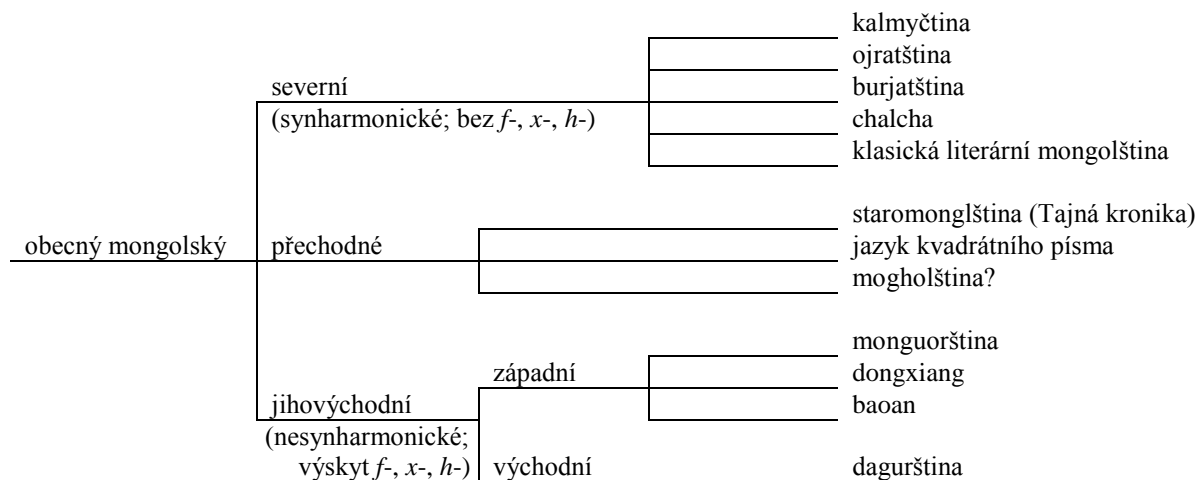 kalmyčtina
ojratština
severní burjatština
(synharmonické; bez f-, x-, h-) chalcha
klasická literární mongolština
staromonglština (Tajná kronika)
obecný mongolský přechodné jazyk kvadrátního písma
mogholština?
monguorština
západní dongxiang
jihovýchodní baoan
(nesynharmonické;
výskyt f-, x-, h-) východní dagurština